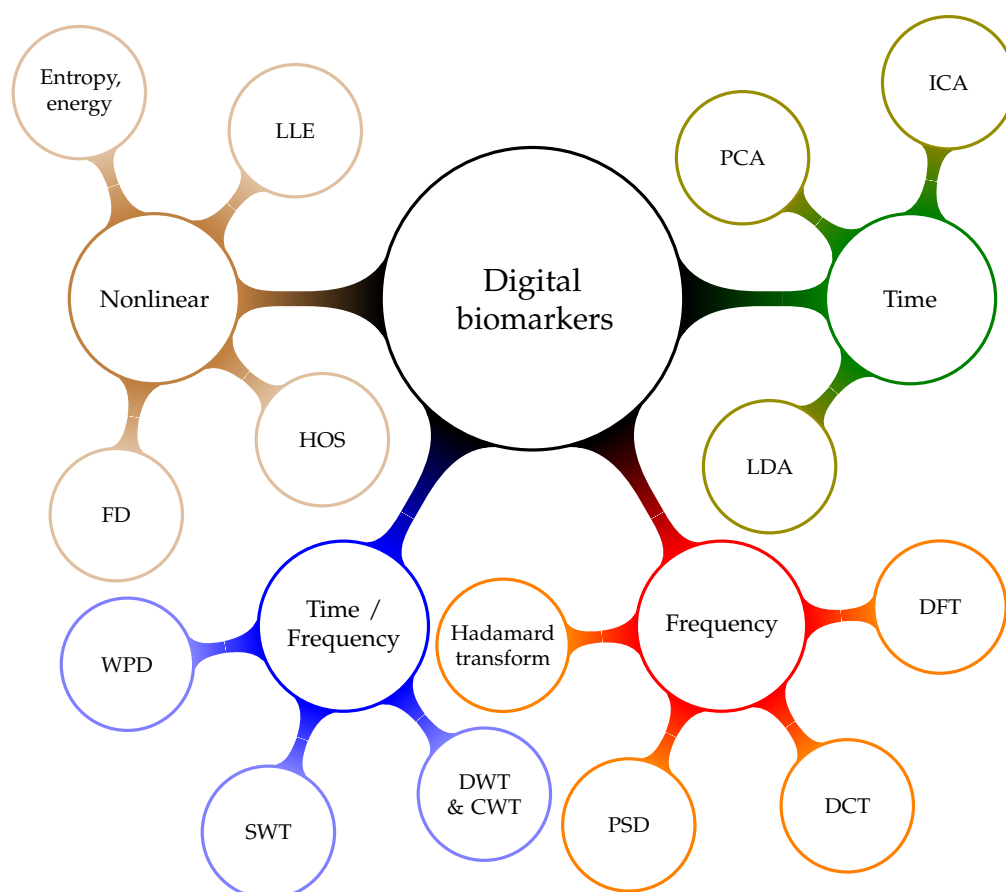 Entropy,
energy
LLE
PCA
ICA
Nonlinear
Digital
biomarkers
Time
HOS
FD
LDA
Time /
Frequency
Hadamard
transform
Frequency
DFT
WPD
SWT
DWT
& CWT
PSD
DCT